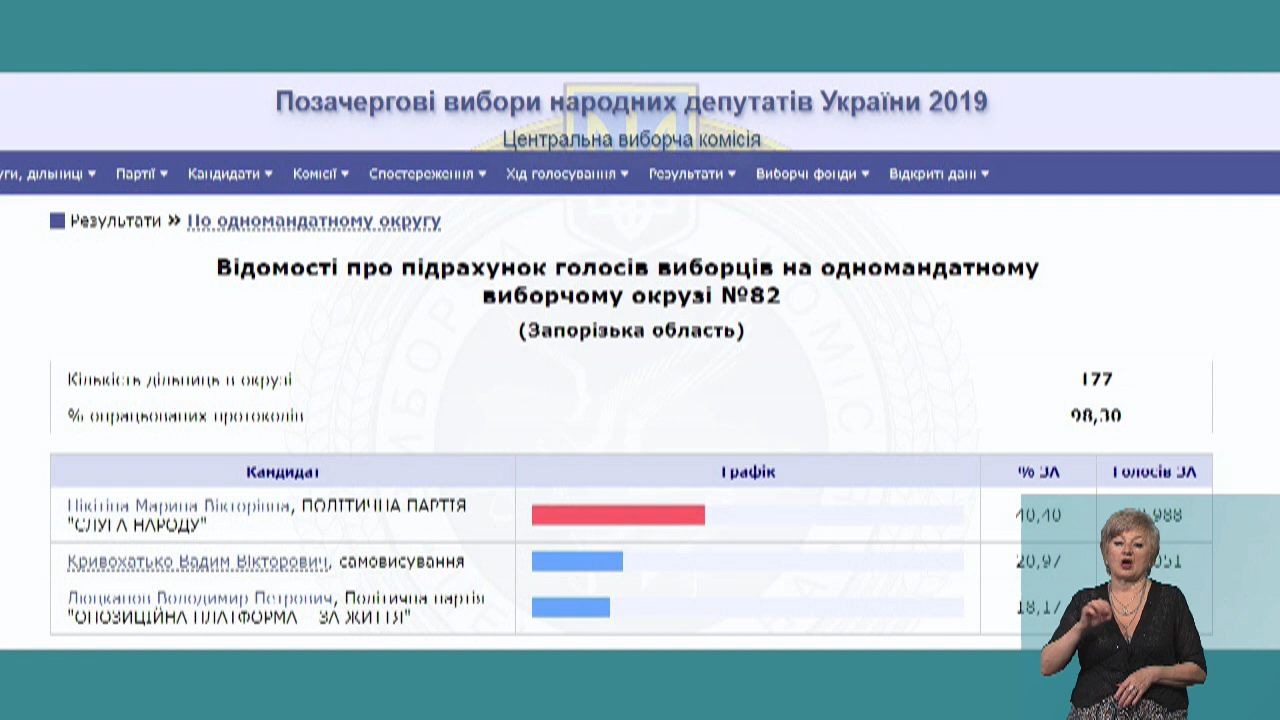 Позачергові вибори народних депутатів України 2019
Центральна виборча комісія
дільниці Партії Кандидати Комісії Спостереження Хід голосування Результати Виборчі фонди Відкриті дані
Результати » По одномандатному округу
Відомості про підрахунок голосів виборців на одномандатному
виборчому окрузі №82
(Запорізька область)
Кількість дільниць в окрузі 177
% опрацьованих протоколів 98,30
Кандидат Графік % ЗА Голосів ЗА
Нікітіна Марина Вікторівна, ПОЛІТИЧНА ПАРТІЯ
"СЛУГА НАРОДУ" 40,40
Кривохатько Вадим Вікторович, самовисування 20,97
Люцканов Володимир Петрович, Політична партія
"ОПОЗИЦІЙНА ПЛАТФОРМА ЗА ЖИТТЯ" 18,17